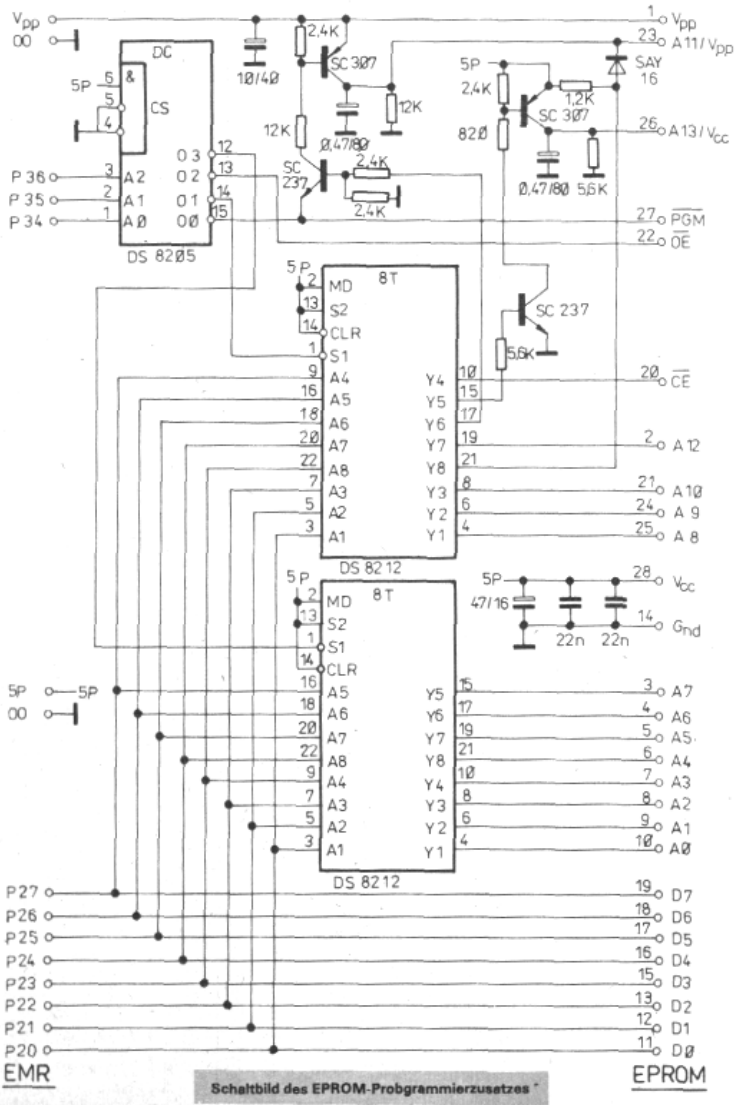 Vpp 1 Vpp
00 2,4K 23 A11/Vpp
DC SC 307 5P SAY 16
10/40 2,4K 1,2K
5P 6 & SC 307
5 CS 12K 820
4 12K 26 A13/Vcc
12 0,47/80 0,47/80 5,6K
O3 13 SC 237 2,4K
P36 3 A2 O2
P35 2 A1 O1 14 2,4K
P34 1 A0 O0 15 27 PGM
22 OE
DS 8205
5P 8T
2 MD
13 S2 SC 237
14 CLR
1 S1 5,6K
9 A4 Y4 10 20 CE
16 A5 Y5 15
18 A6 Y6 17
20 A7 Y7 19 2 A12
22 A8 Y8 21
7 A3 Y3 8 21 A10
5 A2 Y2 6 24 A9
3 A1 Y1 4 25 A8
DS 8212
5P 8T 5P 28 Vcc
2 MD 47/16
13 S2 14 Gnd
1 S1 22n 22n
14 CLR
5P 5P 16 A5 Y5 15 3 A7
00 18 A6 Y6 17 4 A6
20 A7 Y7 19 5 A5
22 A8 Y8 21 6 A4
9 A4 Y4 10 7 A3
7 A3 Y3 8 8 A2
5 A2 Y2 6 9 A1
3 A1 Y1 4 10 A0
DS 8212
P27 19 D7
P26 18 D6
P25 17 D5
P24 16 D4
P23 15 D3
P22 13 D2
P21 12 D1
P20 11 D0
EMR EPROM
Schaltbild des EPROM-Probgrammierzusatzes